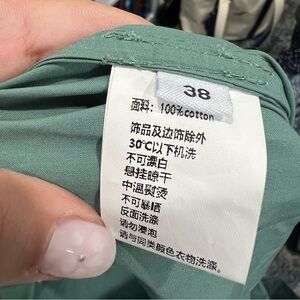 38
面料：100%cotton
饰品及边饰除外
30℃以下机洗
不可漂白
悬挂晾干
中温熨烫
不可暴晒
反面洗涤
请勿浸泡
请与同类颜色衣物洗涤。